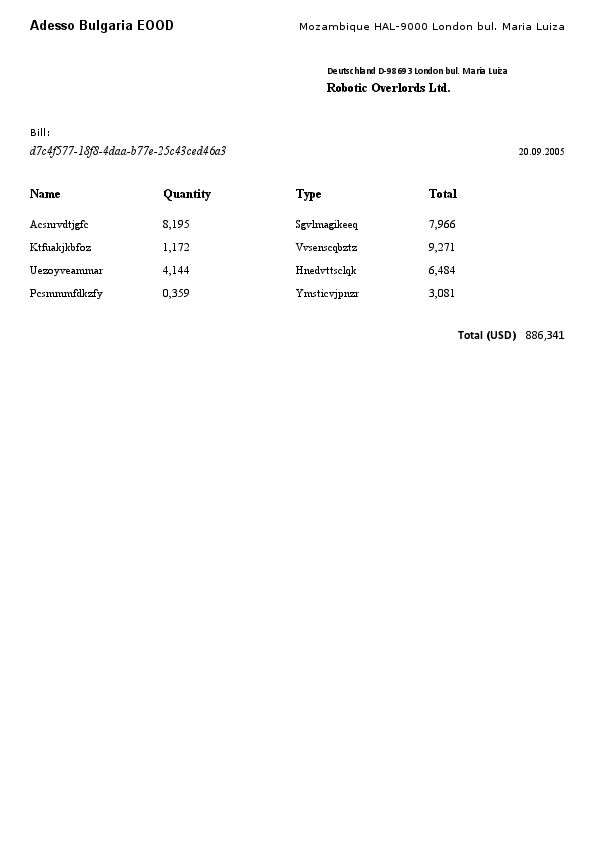 Adesso Bulgaria EOOD Mozambique HAL-9000 London bul. Maria Luiza
Deutschland D-98693 London bul. Maria Luiza
Robotic Overlords Ltd.
Bill:
d7c4f577-18f8-4daa-b77e-25c43ced46a3 20.09.2005
Name Quantity Type Total
Acsnrvdtjgfc 8,195 Sgvlmagikeeq 7,966
Ktfuakjkbfoz 1,172 Vvsenscqbztz 9,271
Uezoyveammar 4,144 Hnedvttsclqk 6,484
Pcsmmmfdkzfy 0,359 Ymsticvjpnzr 3,081
Total (USD) 886,341